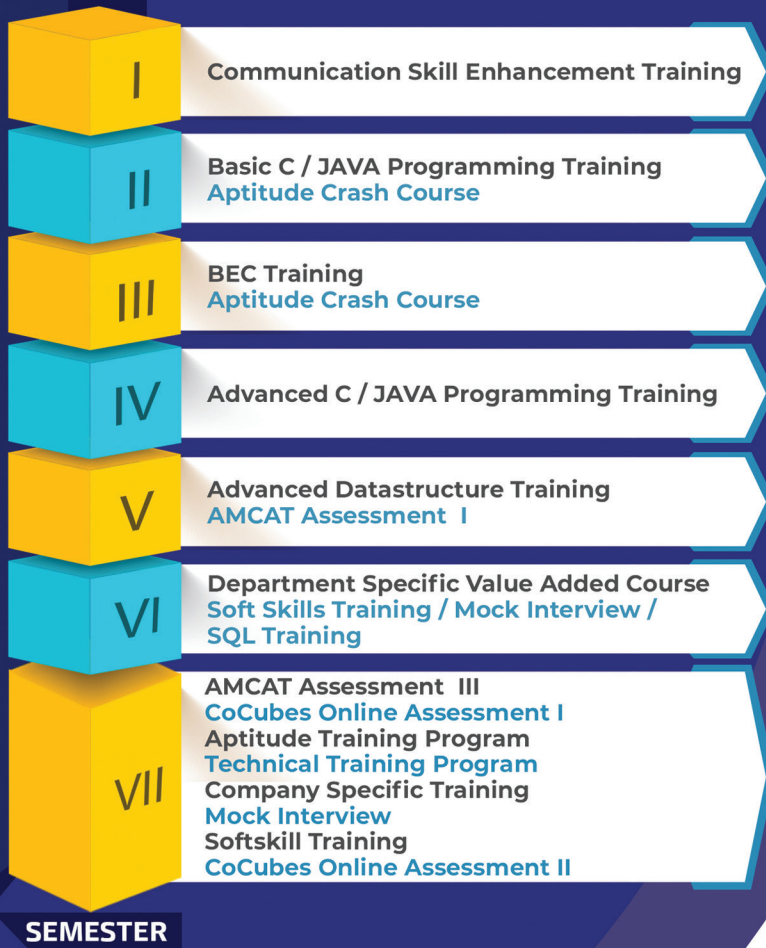 I
Communication Skill Enhancement Training
II
Basic C / JAVA Programming Training
Aptitude Crash Course
III
BEC Training
Aptitude Crash Course
IV
Advanced C / JAVA Programming Training
V
Advanced Datastructure Training
AMCAT Assessment I
VI
Department Specific Value Added Course
Soft Skills Training / Mock Interview /
SQL Training
VII
AMCAT Assessment III
CoCubes Online Assessment I
Aptitude Training Program
Technical Training Program
Company Specific Training
Mock Interview
Softskill Training
CoCubes Online Assessment II
SEMESTER